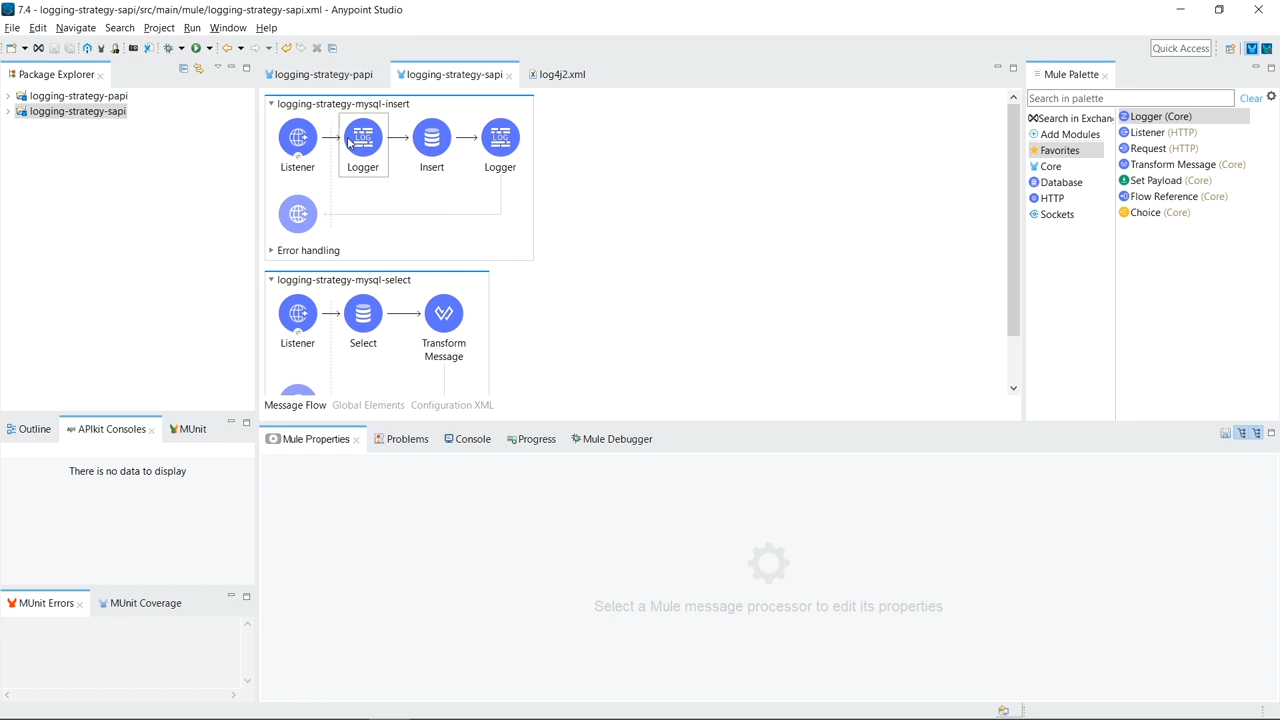 7.4 - logging-strategy-sapi/src/main/mule/logging-strategy-sapi.xml - Anypoint Studio
File Edit Navigate Search Project Run Window Help
Quick Access
Package Explorer
logging-strategy-papi
logging-strategy-sapi
log4j2.xml
Mule Palette
logging-strategy-papi
logging-strategy-sapi
logging-strategy-mysql-insert
LOG
LOG
Listener
Logger
Insert
Logger
Error handling
logging-strategy-mysql-select
Listener
Select
Transform
Message
Message Flow
Global Elements
Configuration XML
Search in palette
Clear
Search in Exchan
Add Modules
Favorites
Core
Database
HTTP
Sockets
Logger (Core)
Listener (HTTP)
Request (HTTP)
Transform Message (Core)
Set Payload (Core)
Flow Reference (Core)
Choice (Core)
Outline
api
APIkit Consoles
MUnit
There is no data to display
MUnit Errors
MUnit Coverage
Mule Properties
Problems
Console
Progress
Mule Debugger
Select a Mule message processor to edit its properties